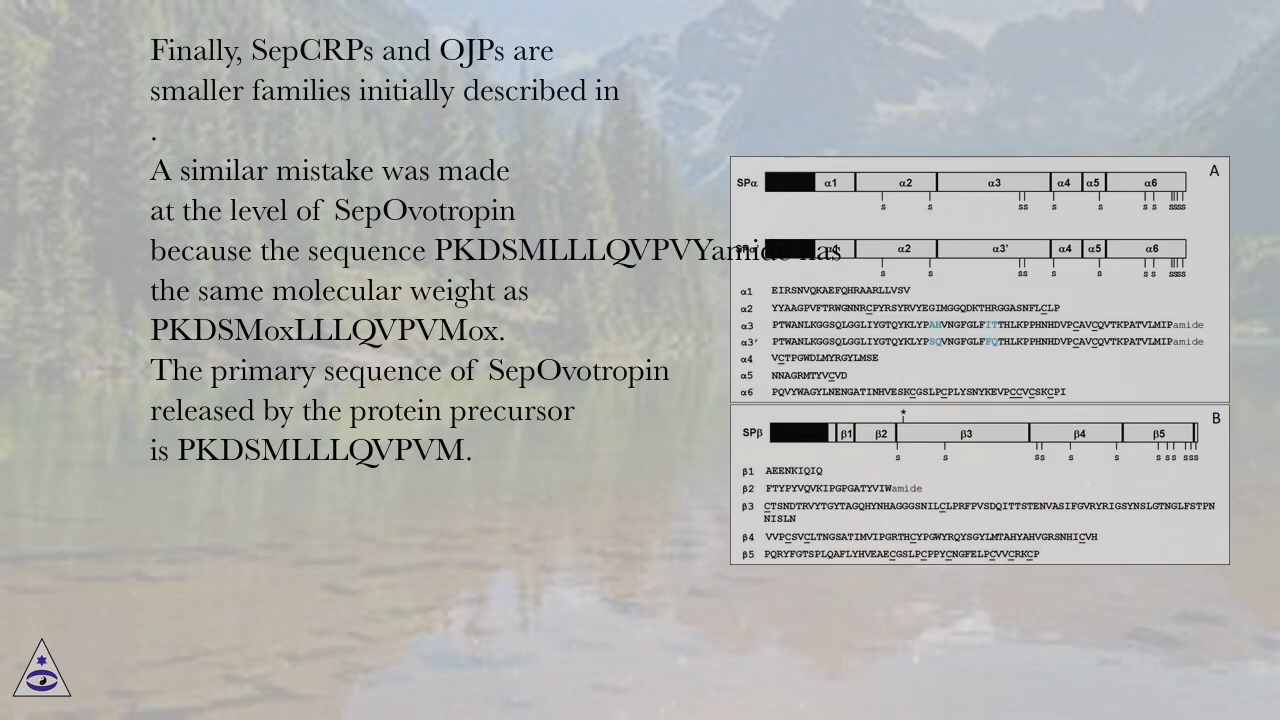 Finally, SepCRPs and OJPs are
smaller families initially described in
.
A similar mistake was made
at the level of SepOvotropin
because the sequence PKDSMLLLQVPVYamide has
the same molecular weight as
PKDSMoxLLLQVPVMox.
The primary sequence of SepOvotropin
released by the protein precursor
is PKDSMLLLQVPVM.
A
SPα α1 α2 α3 α4 α5 α6
s s ss s s s s ssss
SPα' α1 α2 α3' α4 α5 α6
s s ss s s s s ssss
α1 EIRSNVQKAEFQHRAARLLVSV
α2 YYAAGPVFTRWGNNRCPYRSYRVYEGIMGGQDKTHRGGASNFLCLP
α3 PTWANLKGGSQLGGLIYGTQYKLYPAHVNGFGLFITTHLKPPHNHDVPCAVCQVTKPATVLMIPamide
α3' PTWANLKGGSQLGGLIYGTQYKLYPSQVNGFGLFFQTHLKPPHNHDVPCAVCQVTKPATVLMIPamide
α4 VCTPGWDLMYRGYLMSE
α5 NNAGRMTYVCVD
α6 PQVYWAGYLNENGATINHVESKCGSLPCPLYSNYKEVPCCVCSKCPI
* B
SPβ β1 β2 β3 β4 β5
s s ss s s s s s sss
β1 AEENKIQIQ
β2 FTYPYVQVKIPGPGATYVIWamide
β3 CTSNDTRVYTGYTAGQHYNHAGGGSNILCLPRFPVSDQITTSTENVASIFGVRYRIGSYNSLGTNGLFSTPN
NISLN
β4 VVPCSVCLTNGSATIMVIPGRTHCYPGWYRQYSGYLMTAHYAHVGRSNHICVH
β5 PQRYFGTSPLQAFLYHVEAECGSLPCPPYCNGFELPCVVCRKCP